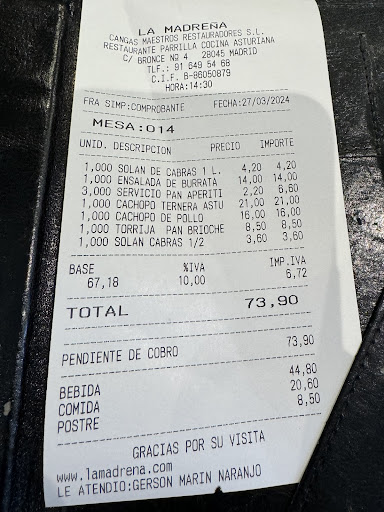 LA MADREÑA
CANGAS MAESTROS RESTAURADORES S.L.
RESTAURANTE PARRILLA COCINA ASTURIANA
C/ BRONCE Nº 4 28045 MADRID
TLF.: 91 649 54 68
C.I.F. B-86050879
HORA:14:30
FRA SIMP:COMPROBANTE FECHA:27/03/2024
MESA:014
UNID. DESCRIPCION PRECIO IMPORTE
1,000 SOLAN DE CABRAS 1 L. 4,20 4,20
1,000 ENSALADA DE BURRATA 14,00 14,00
3,000 SERVICIO PAN APERITI 2,20 6,60
1,000 CACHOPO TERNERA ASTU 21,00 21,00
1,000 CACHOPO DE POLLO 16,00 16,00
1,000 TORRIJA PAN BRIOCHE 8,50 8,50
1,000 SOLAN CABRAS 1/2 3,60 3,60
BASE %IVA IMP.IVA
67,18 10,00 6,72
TOTAL 73,90
PENDIENTE DE COBRO 73,90
BEBIDA 44,80
COMIDA 20,60
POSTRE 8,50
GRACIAS POR SU VISITA
www.lamadrena.com
LE ATENDIO:GERSON MARIN NARANJO